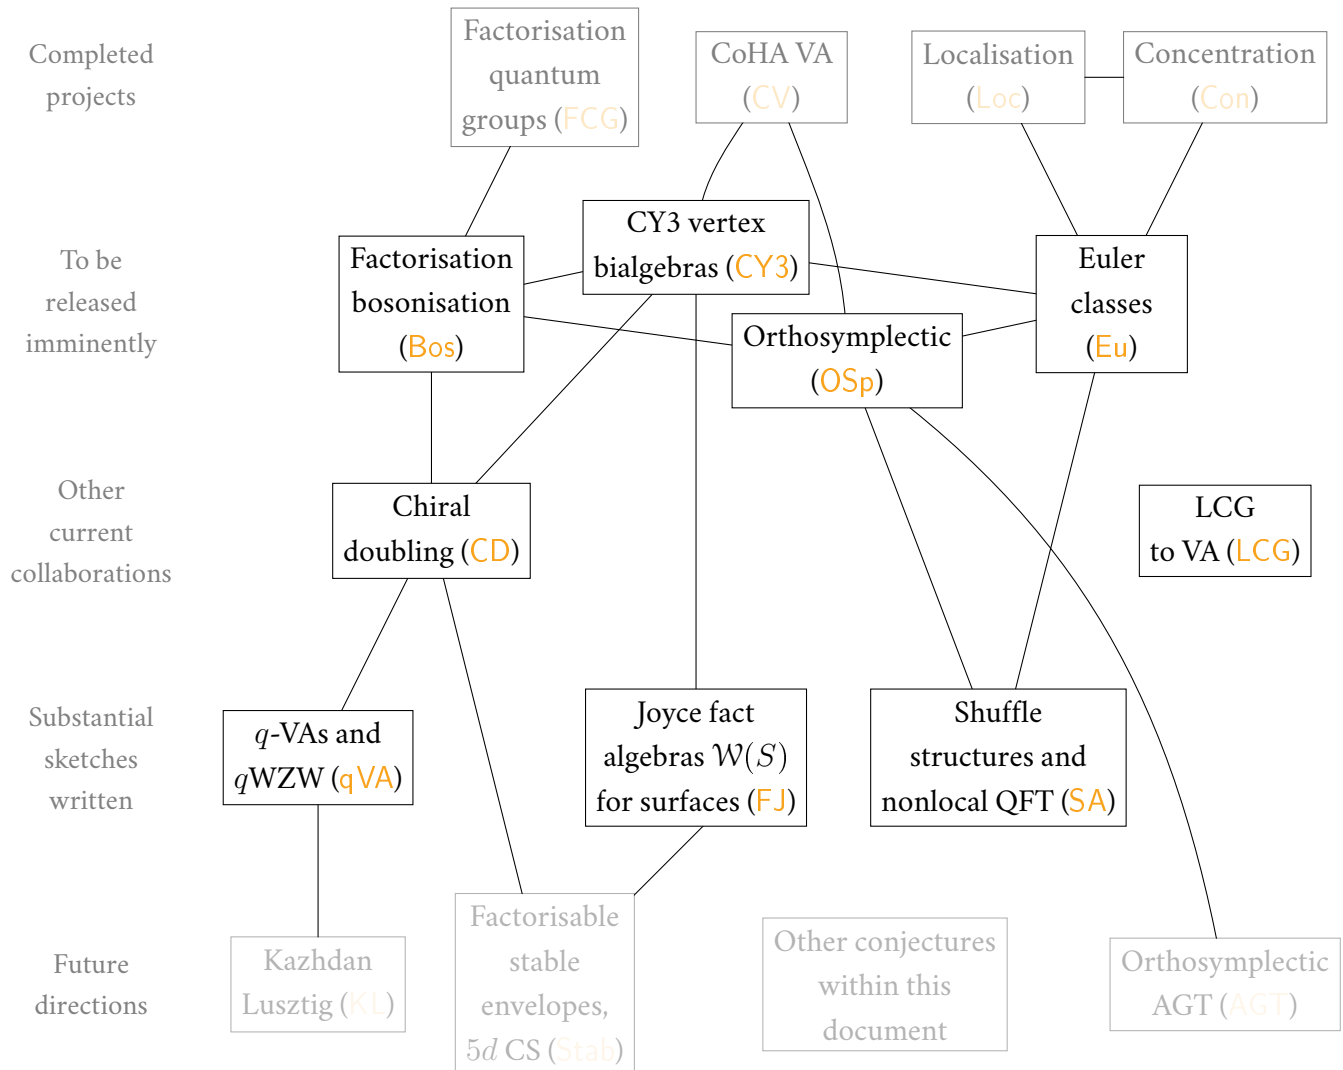 Completed
projects
Factorisation
quantum
groups (FCG)
CoHA VA
(CV)
Localisation
(Loc)
Concentration
(Con)
To be
released
imminently
Factorisation
bosonisation
(Bos)
CY3 vertex
bialgebras (CY3)
Orthosymplectic
(OSp)
Euler
classes
(Eu)
Other
current
collaborations
Chiral
doubling (CD)
LCG
to VA (LCG)
Substantial
sketches
written
q-VAs and
qWZW (qVA)
Joyce fact
algebras 𝒲(S)
for surfaces (FJ)
Shuffle
structures and
nonlocal QFT (SA)
Future
directions
Kazhdan
Lusztig (KL)
Factorisable
stable
envelopes,
5d CS (Stab)
Other conjectures
within this
document
Orthosymplectic
AGT (AGT)